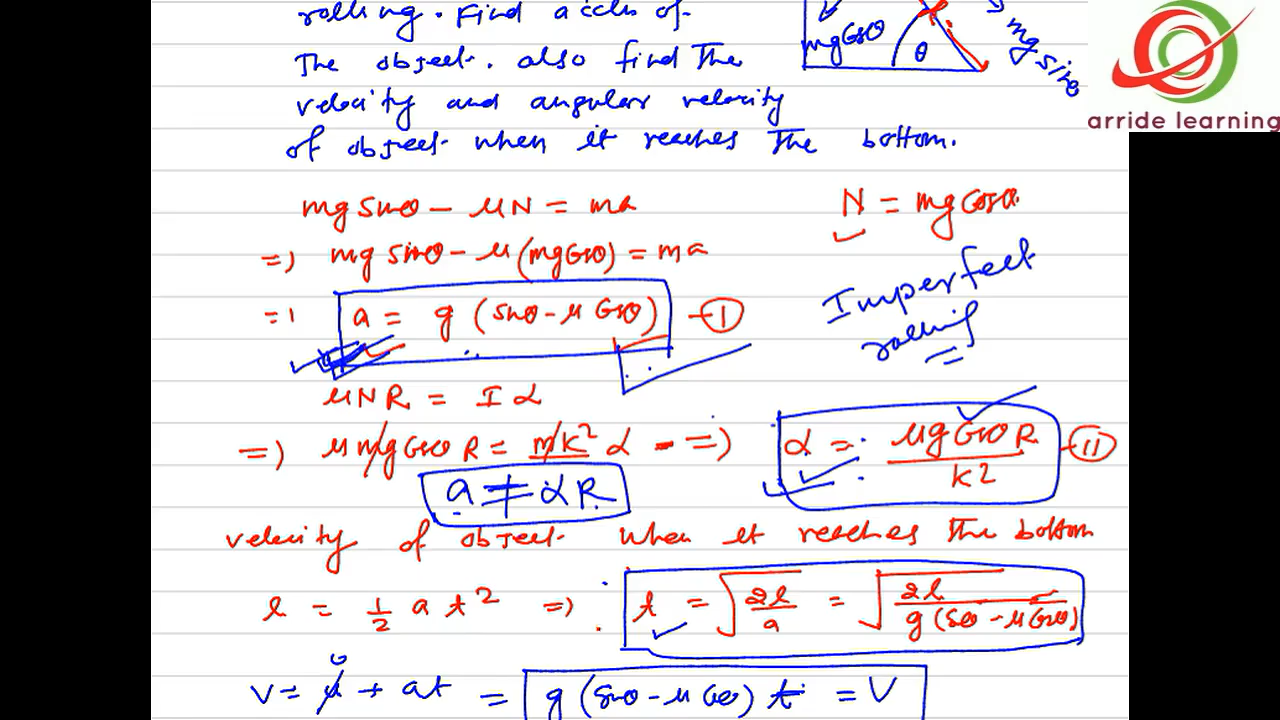 rolling. Find accln of
mg cosθ
θ
mg sinθ
The object. also find The
velocity and angular velocity
of object when it reaches The bottom.
arride learning
mg sinθ - μN = ma
N = mg cosθ
=) mg sinθ - μ(mg cosθ) = ma
=) a = g (sinθ - μ cosθ) - I
Imperfect
rolling
μNR = Iα
=) μ mg cosθ R = mk² α - =) α = μg cosθ R / k² - II
a ≠ αR
velocity of object when it reaches The bottom
l = 1/2 a t² =) t = √(2l/a) = √(2l / g(sinθ - μ cosθ))
0
v = u + at = g (sinθ - μ cosθ) t = V